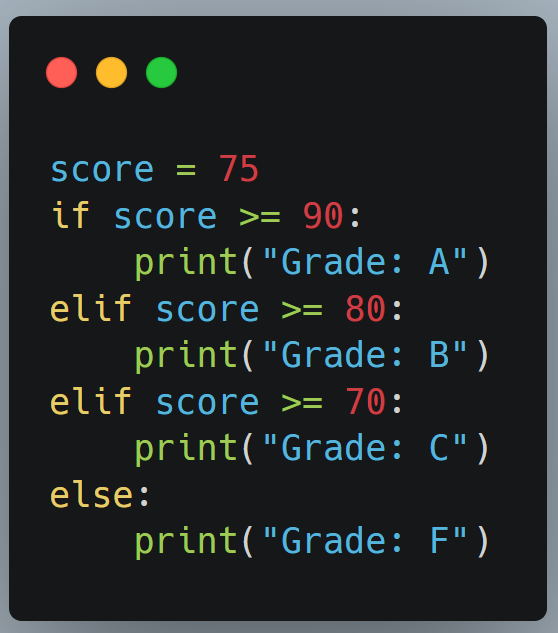 score = 75
if score >= 90:
    print("Grade: A")
elif score >= 80:
    print("Grade: B")
elif score >= 70:
    print("Grade: C")
else:
    print("Grade: F")